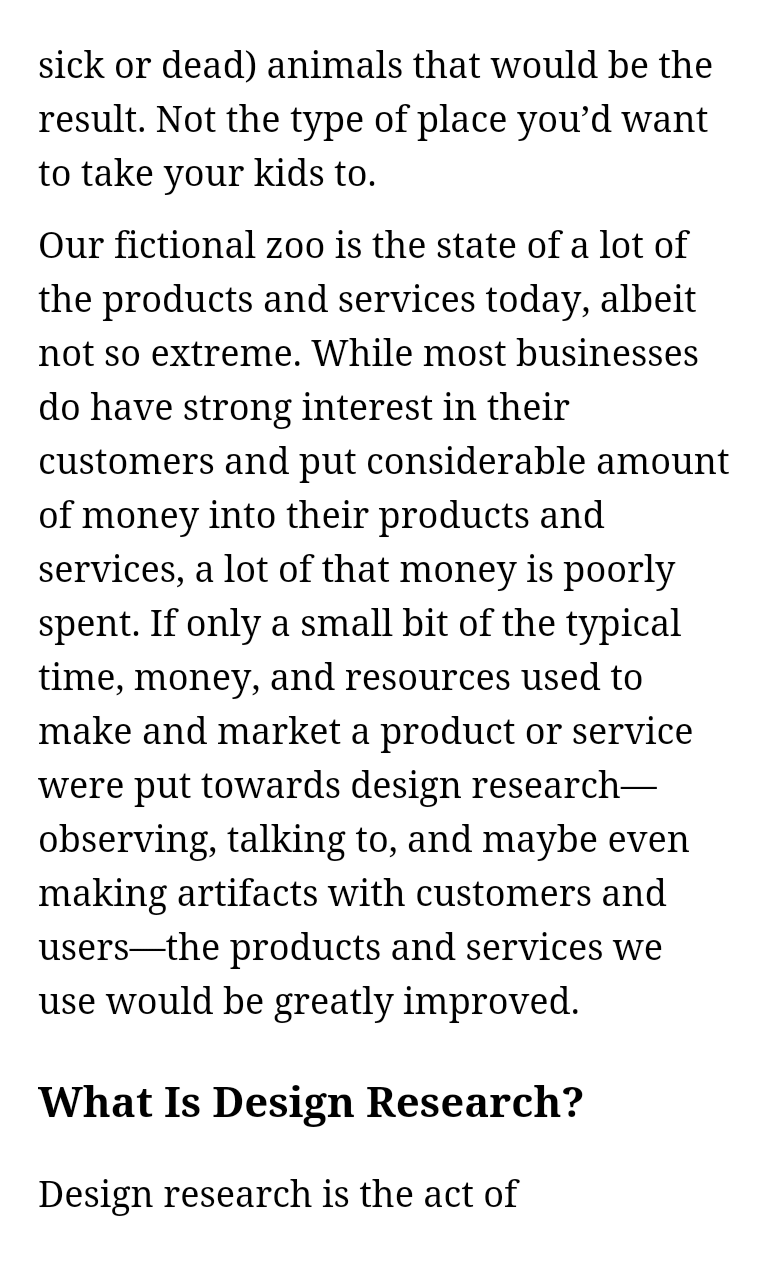 sick or dead) animals that would be the
result. Not the type of place you’d want
to take your kids to.
Our fictional zoo is the state of a lot of
the products and services today, albeit
not so extreme. While most businesses
do have strong interest in their
customers and put considerable amount
of money into their products and
services, a lot of that money is poorly
spent. If only a small bit of the typical
time, money, and resources used to
make and market a product or service
were put towards design research—
observing, talking to, and maybe even
making artifacts with customers and
users—the products and services we
use would be greatly improved.
What Is Design Research?
Design research is the act of